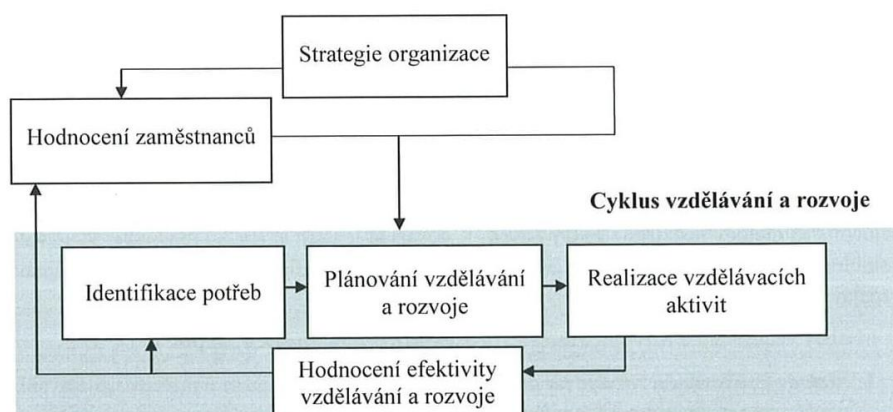 Strategie organizace
Hodnocení zaměstnanců
Cyklus vzdělávání a rozvoje
Identifikace potřeb
Plánování vzdělávání
a rozvoje
Realizace vzdělávacích
aktivit
Hodnocení efektivity
vzdělávání a rozvoje